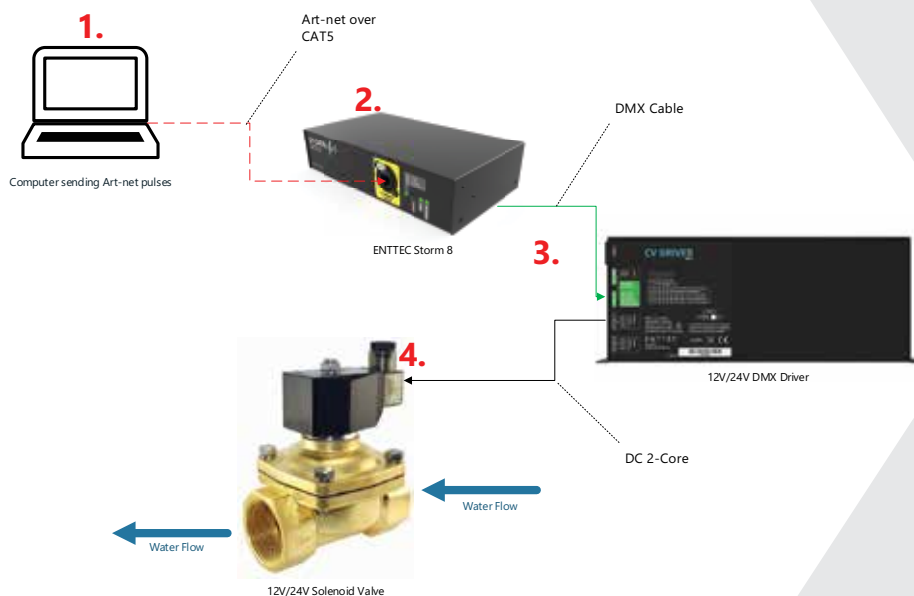 1.
Art-net over
CAT5
2.
DMX Cable
Computer sending Art-net pulses
ENTTEC Storm 8
3.
CV DRIVER
ENTTEC
12V/24V DMX Driver
4.
DC 2-Core
Water Flow
Water Flow
12V/24V Solenoid Valve